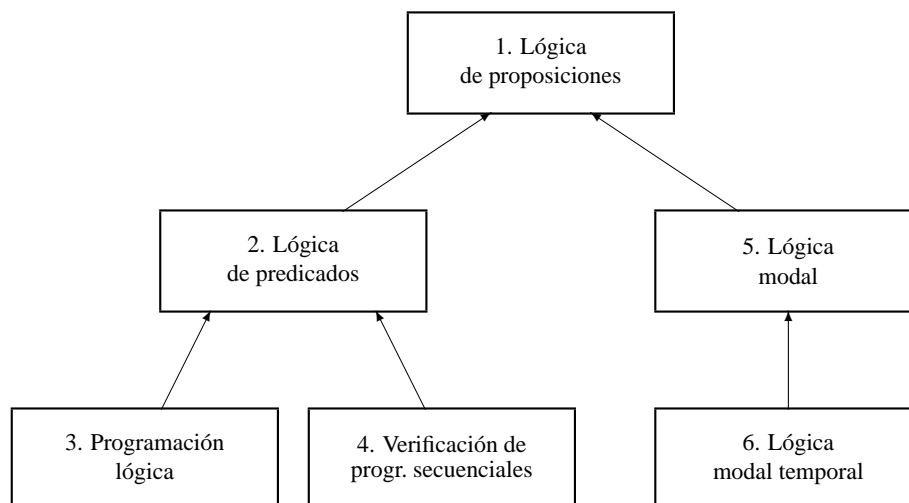 1. Lógica
de proposiciones
2. Lógica
de predicados
5. Lógica
modal
3. Programación
lógica
4. Verificación de
progr. secuenciales
6. Lógica
modal temporal